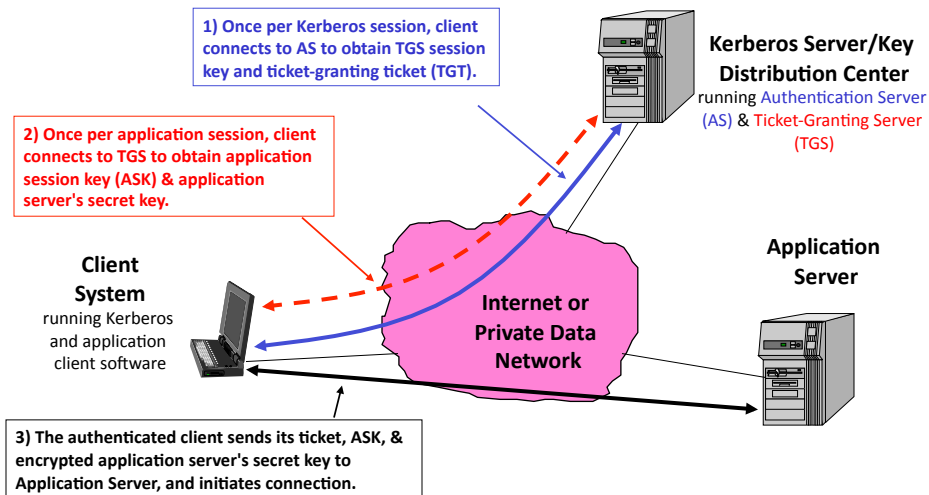 1) Once per Kerberos session, client
connects to AS to obtain TGS session
key and ticket-granting ticket (TGT).
Kerberos Server/Key
Distribution Center
running Authentication Server
(AS) & Ticket-Granting Server
(TGS)
2) Once per application session, client
connects to TGS to obtain application
session key (ASK) & application
server's secret key.
Client
System
running Kerberos
and application
client software
Internet or
Private Data
Network
Application
Server
3) The authenticated client sends its ticket, ASK, &
encrypted application server's secret key to
Application Server, and initiates connection.